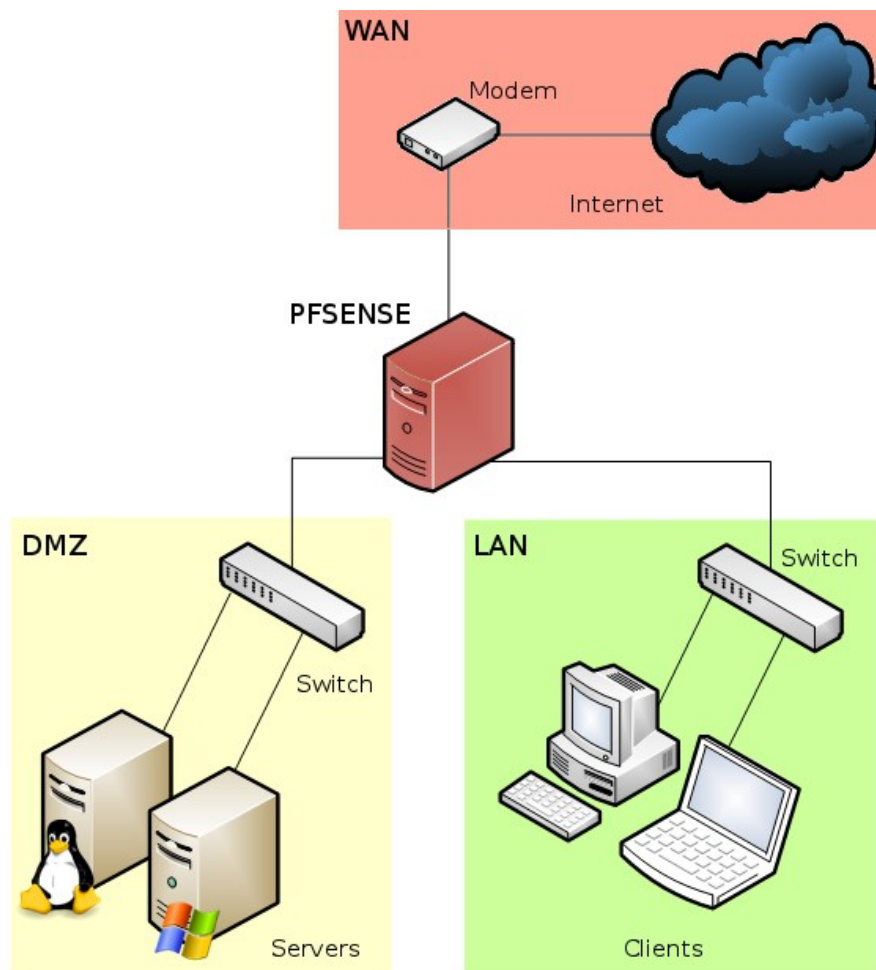 WAN
Modem
Internet
PFSENSE
DMZ
Switch
Servers
LAN
Switch
Clients